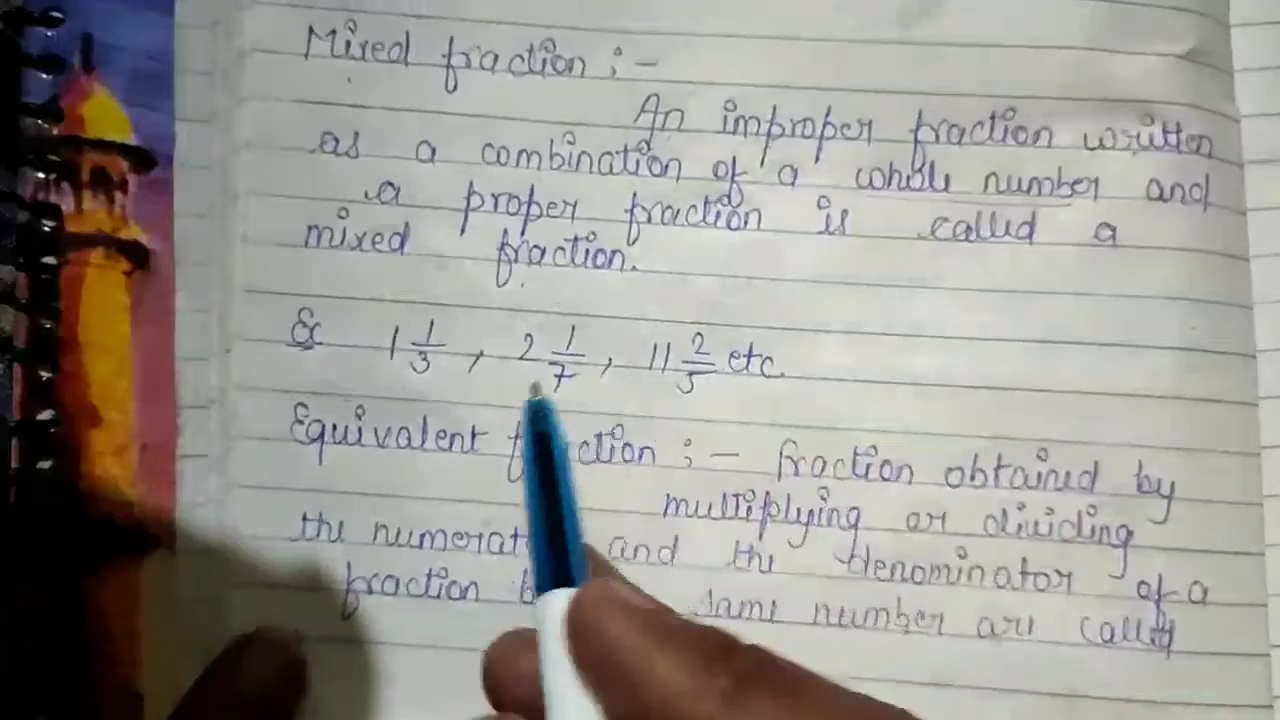 Mixed fraction :-
An improper fraction written
as a combination of a whole number and
a proper fraction is called a
mixed fraction.
Ex 1 1/3 , 2 1/7 , 11 2/5 etc.
Equivalent ction :- fraction obtained by
multiplying or dividing
the numerat and the denominator of a
fraction same number are called